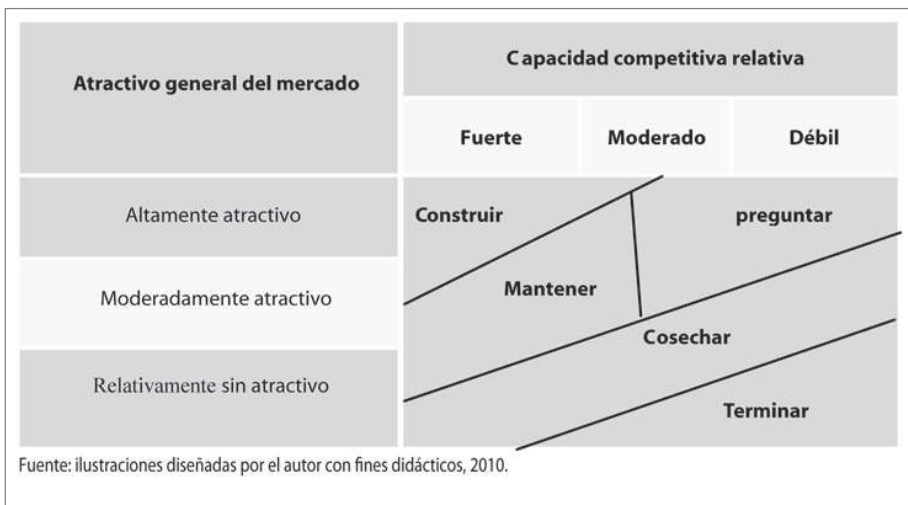 Atractivo general del mercado
Capacidad competitiva relativa
Fuerte
Moderado
Débil
Altamente atractivo
Construir
preguntar
Moderadamente atractivo
Mantener
Cosechar
Relativamente sin atractivo
Terminar
Fuente: ilustraciones diseñadas por el autor con fines didácticos, 2010.